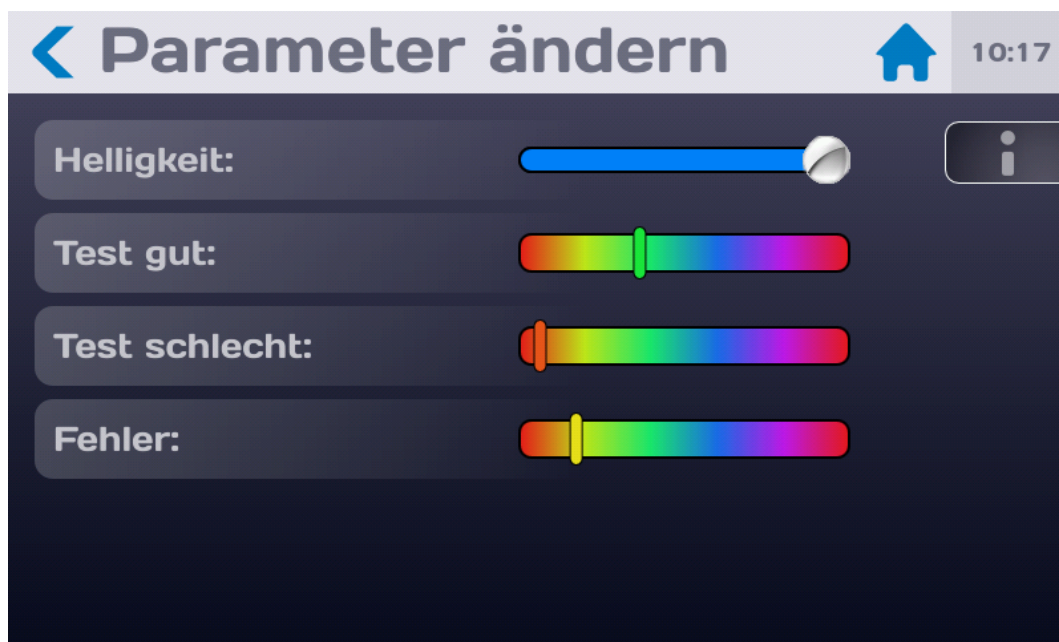 Parameter ändern
10:17
Helligkeit:
Test gut:
Test schlecht:
Fehler: